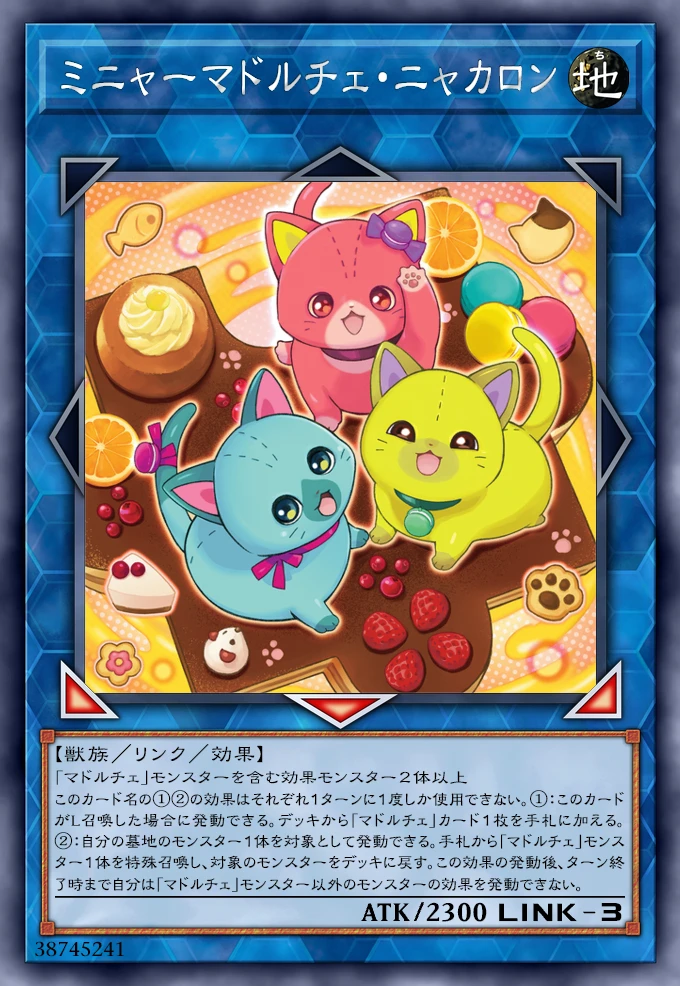 ミニャーマドルチェ・ニャカロン
ち
地
【獣族／リンク／効果】
「マドルチェ」モンスターを含む効果モンスター２体以上
このカード名の①②の効果はそれぞれ１ターンに１度しか使用できない。①：このカード
がL召喚した場合に発動できる。デッキから「マドルチェ」カード１枚を手札に加える。
②：自分の墓地のモンスター１体を対象として発動できる。手札から「マドルチェ」モンス
ター１体を特殊召喚し、対象のモンスターをデッキに戻す。この効果の発動後、ターン終
了時まで自分は「マドルチェ」モンスター以外のモンスターの効果を発動できない。
ATK/2300 LINK-3
38745241